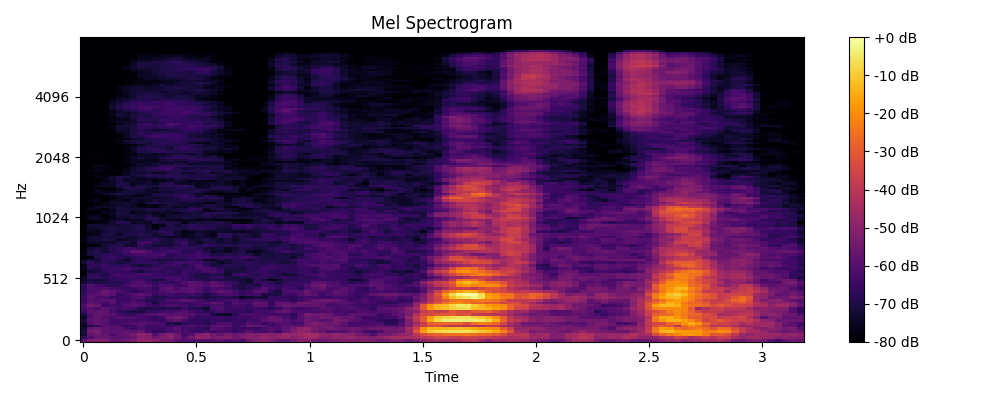 Mel Spectrogram
+0 dB
-10 dB
-20 dB
-30 dB
-40 dB
-50 dB
-60 dB
-70 dB
-80 dB
4096
2048
1024
512
0
Hz
0
0.5
1
1.5
2
2.5
3
Time